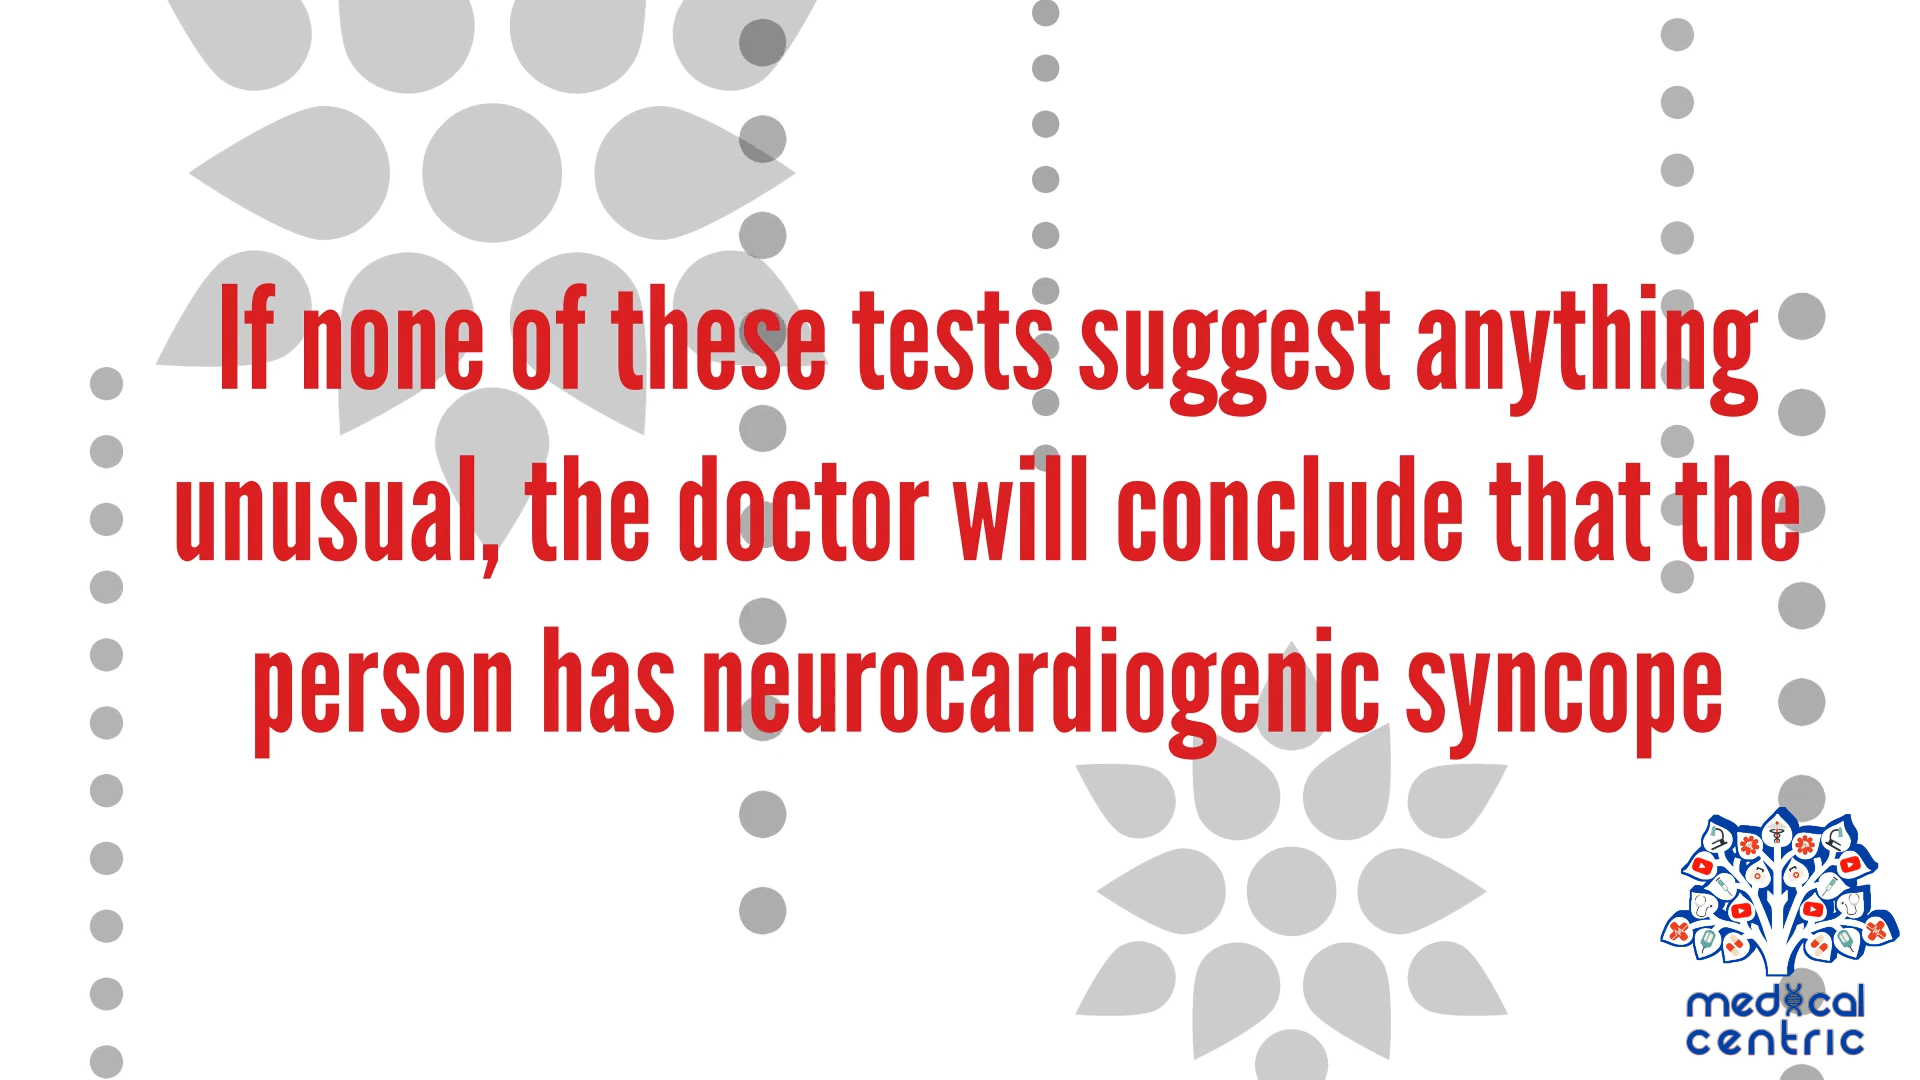 If none of these tests suggest anything
unusual, the doctor will conclude that the
person has neurocardiogenic syncope
medical
centric